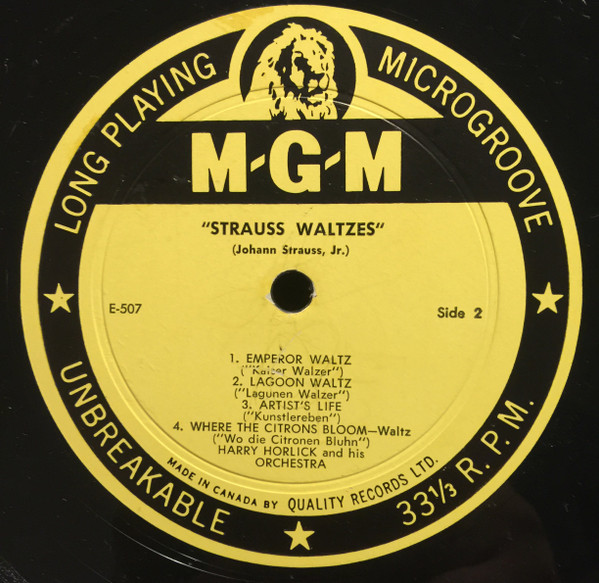 LONG PLAYING
MICROGROOVE
M-G-M
"STRAUSS WALTZES"
(Johann Strauss, Jr.)
E-507
Side 2
1. EMPEROR WALTZ
("Kaiser Walzer")
2. LAGOON WALTZ
("Lagunen Walzer")
3. ARTIST'S LIFE
("Kunstlereben")
4. WHERE THE CITRONS BLOOM—Waltz
("Wo die Citronen Bluhn")
HARRY HORLICK and his
ORCHESTRA
MADE IN CANADA BY QUALITY RECORDS LTD.
UNBREAKABLE
33⅓ R.P.M.